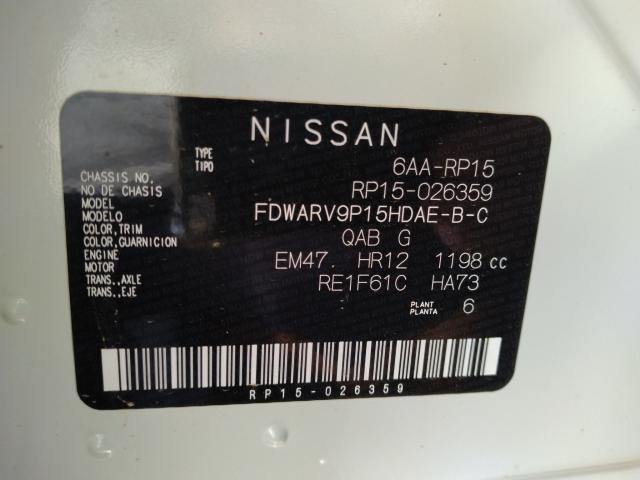 NISSAN
TYPE
TIPO 6AA-RP15
CHASSIS NO. RP15-026359
NO DE CHASIS
MODEL FDWARV9P15HDAE-B-C
MODELO
COLOR,TRIM QAB G
COLOR,GUARNICION
ENGINE EM47. HR12 1198 cc
MOTOR
TRANS.,AXLE RE1F61C HA73
TRANS.,EJE
PLANT 6
PLANTA
RP15-026359